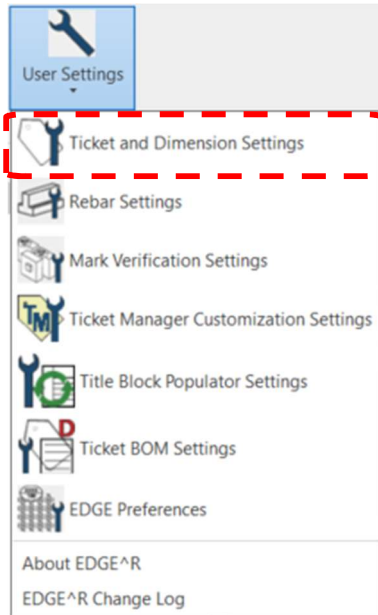 User Settings
Ticket and Dimension Settings
Rebar Settings
Mark Verification Settings
TM
Ticket Manager Customization Settings
Title Block Populator Settings
D
Ticket BOM Settings
EDGE Preferences
About EDGE^R
EDGE^R Change Log